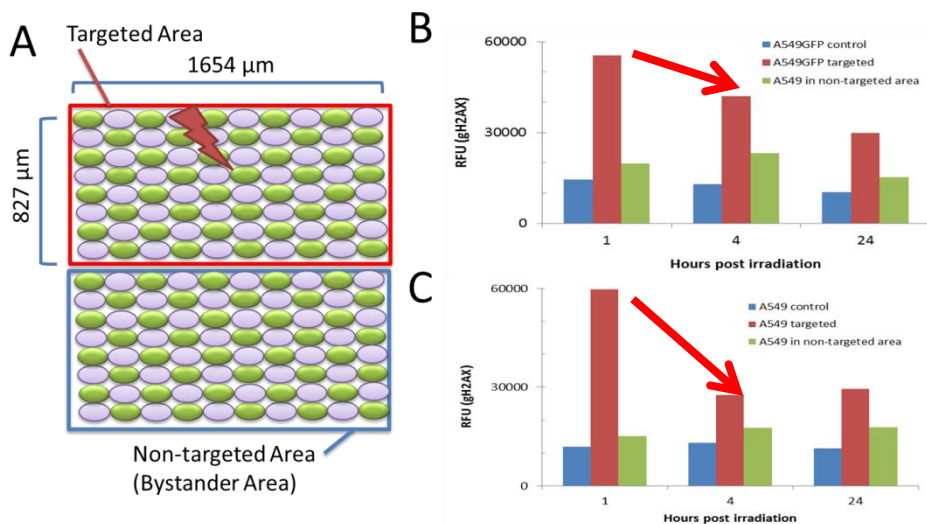 A
Targeted Area
1654 µm
827 µm
Non-targeted Area
(Bystander Area)
B
60000
30000
0
RFU (gH2AX)
A549GFP control
A549GFP targeted
A549 in non-targeted area
1
4
24
Hours post irradiation
C
60000
30000
0
RFU (gH2AX)
A549 control
A549 targeted
A549 in non-targeted area
1
4
24
Hours post irradiation